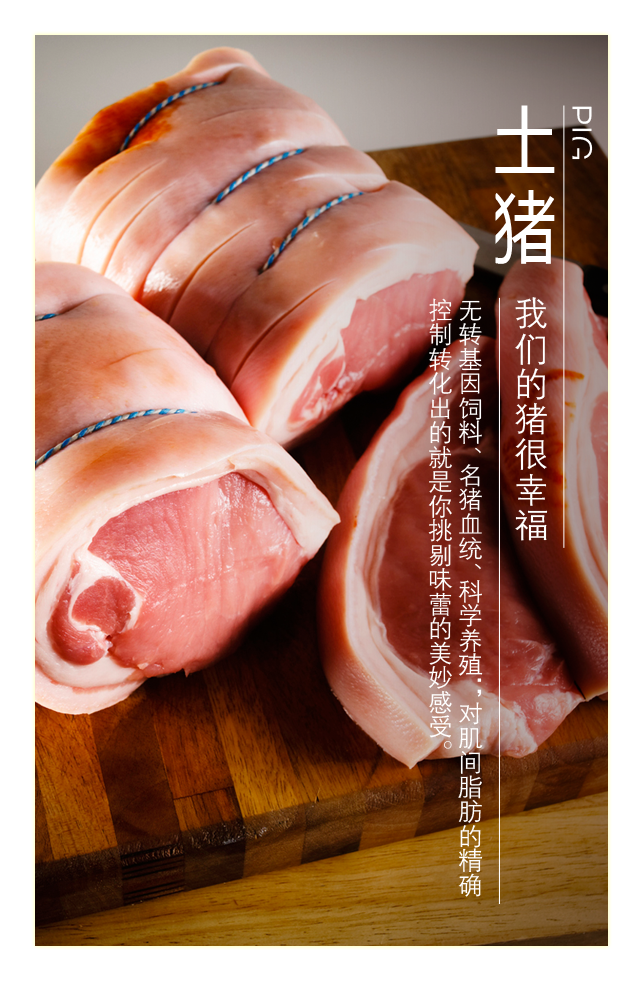 PIG
土猪
我们的猪很幸福
无转基因饲料、名猪血统、科学养殖;,对肌间脂肪的精确
控制转化出的就是你挑剔味蕾的美妙感受。